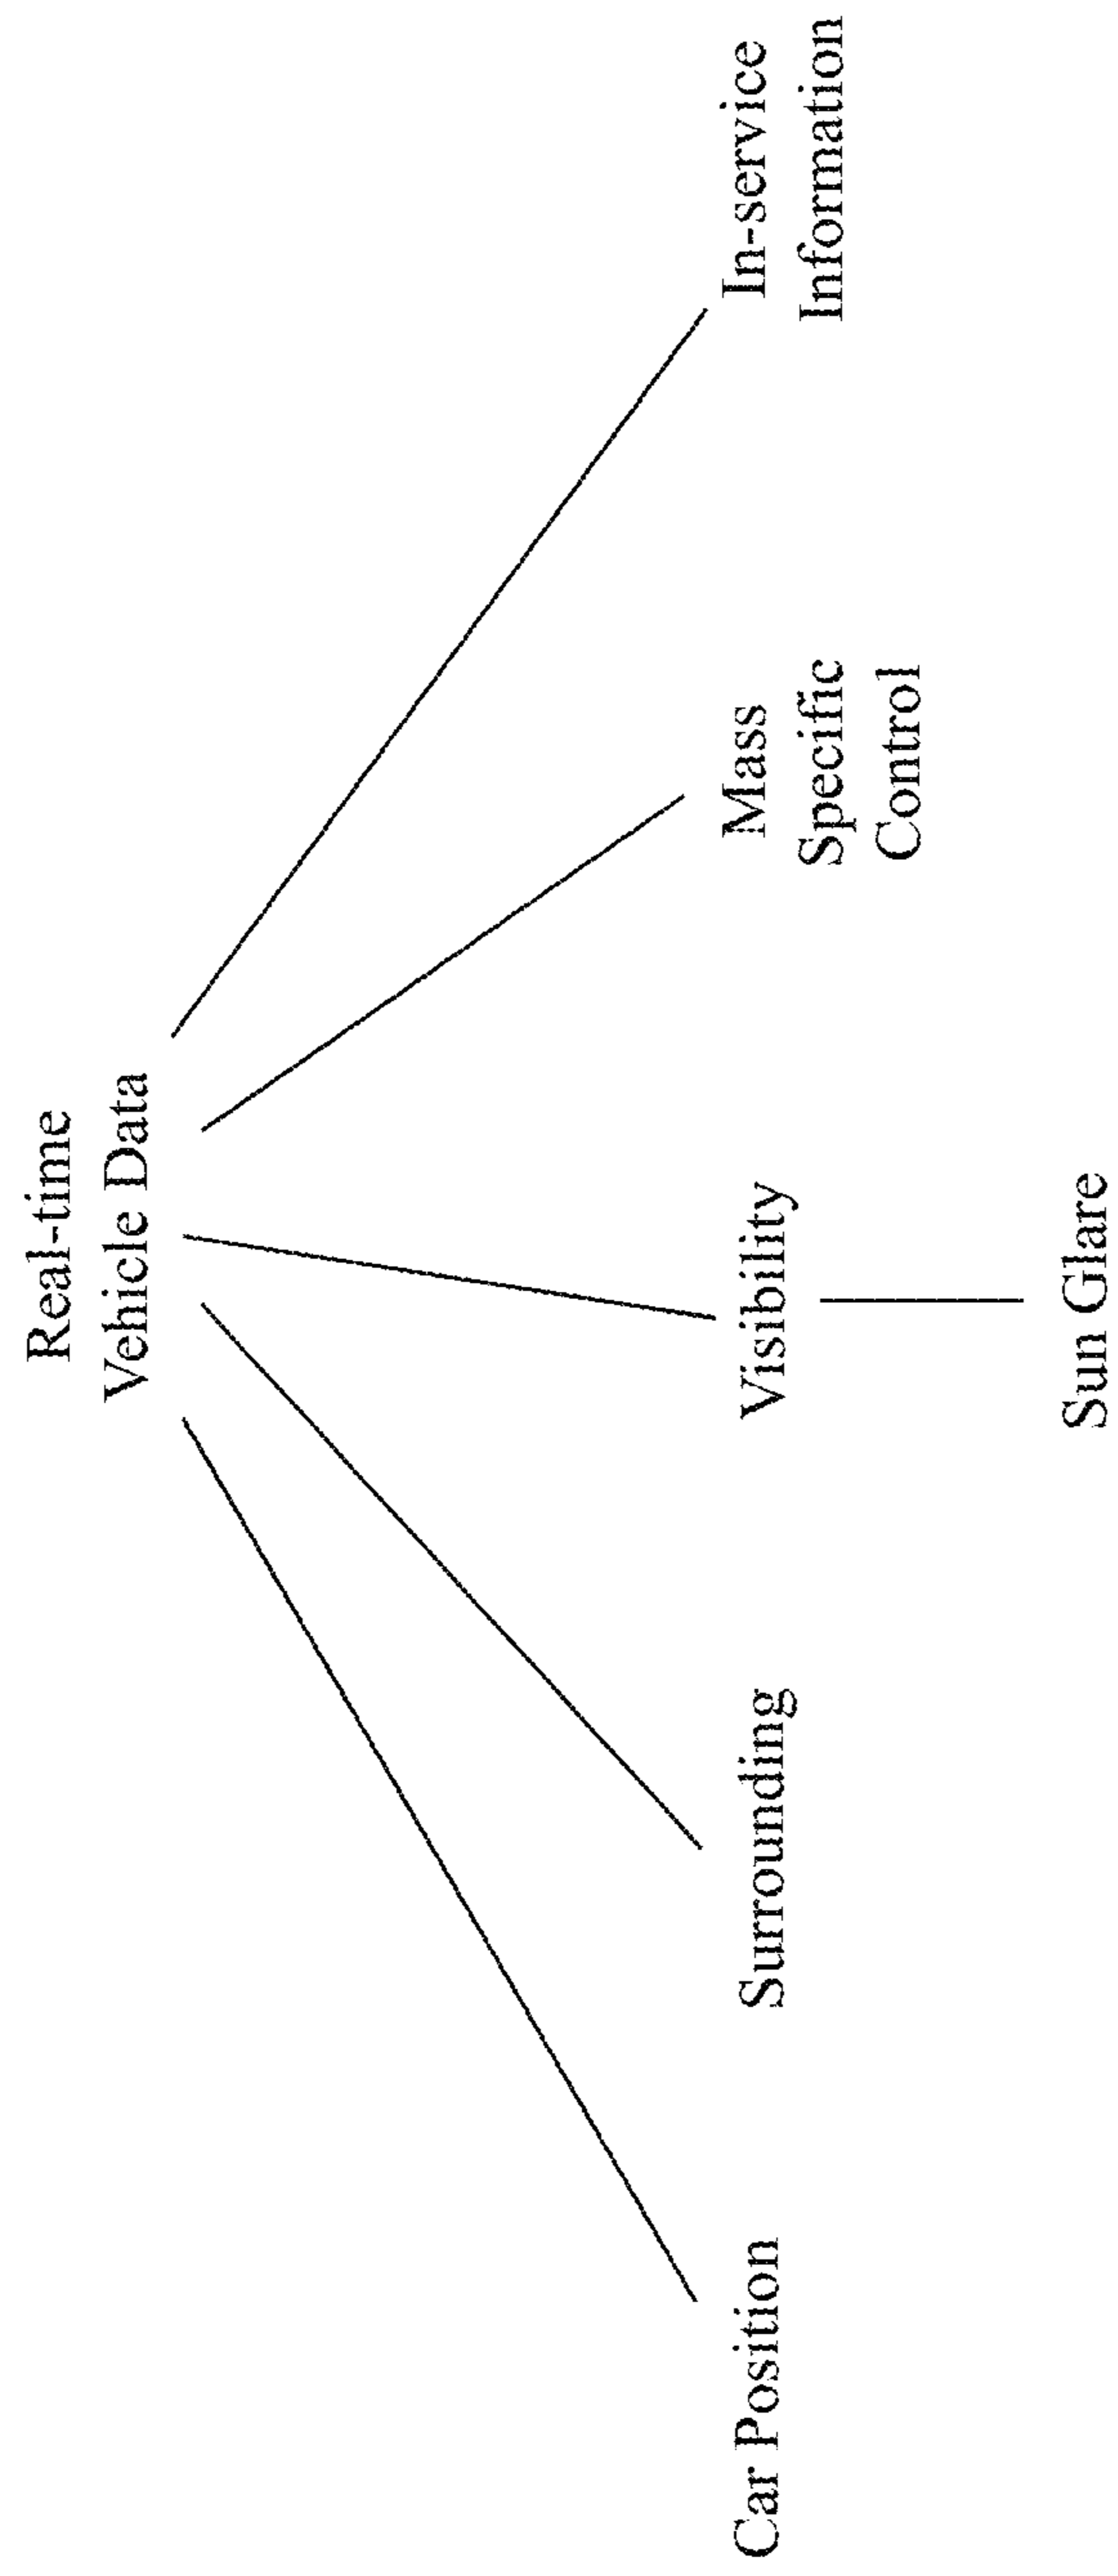 Real-time
Vehicle Data
Car Position
Surrounding
Visibility
Mass
Specific
Control
In-service
Information
Sun Glare